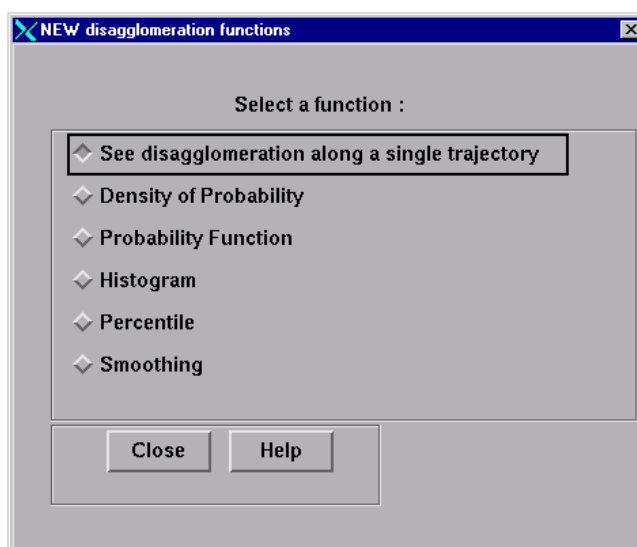 NEW disagglomeration functions
Select a function :
See disagglomeration along a single trajectory
Density of Probability
Probability Function
Histogram
Percentile
Smoothing
Close
Help